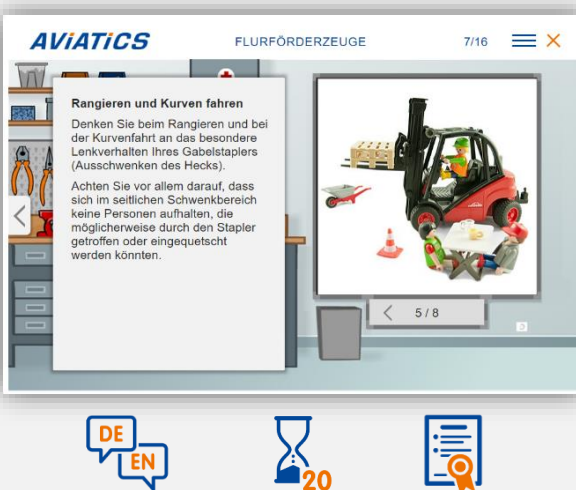 AViATiCS
FLURFÖRDERZEUGE
7/16
Rangieren und Kurven fahren
Denken Sie beim Rangieren und bei
der Kurvenfahrt an das besondere
Lenkverhalten Ihres Gabelstaplers
(Ausschwenken des Hecks).
Achten Sie vor allem darauf, dass
sich im seitlichen Schwenkbereich
keine Personen aufhalten, die
möglicherweise durch den Stapler
getroffen oder eingequetscht
werden könnten.
5 / 8
DE
EN
20